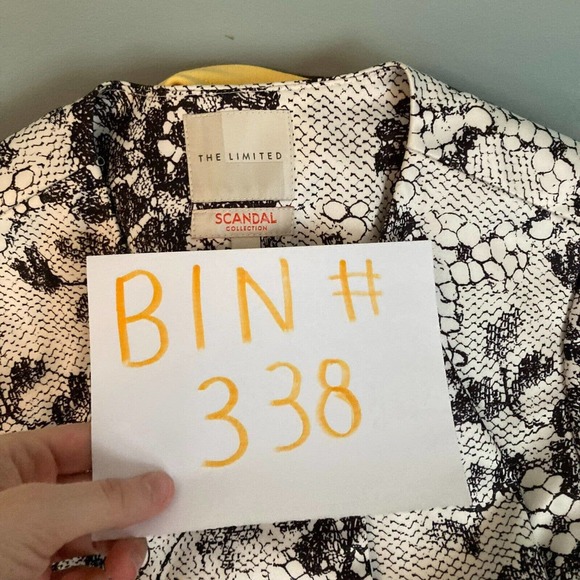 THE LIMITED
SCANDAL
COLLECTION
BIN #
338